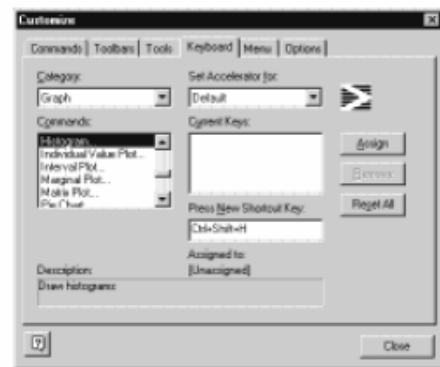 Customize
Commands Toolbars Tools Keyboard Menu Options
Category:
Graph
Set Accelerator for:
Default
Commands:
Histogram...
Individual Value Plot...
Interval Plot...
Marginal Plot...
Matrix Plot...
Pie Chart...
Current Keys:
Assign
Remove
Reset All
Press New Shortcut Key:
Ctrl+Shift+H
Assigned to:
[Unassigned]
Description:
Draw histograms
Close